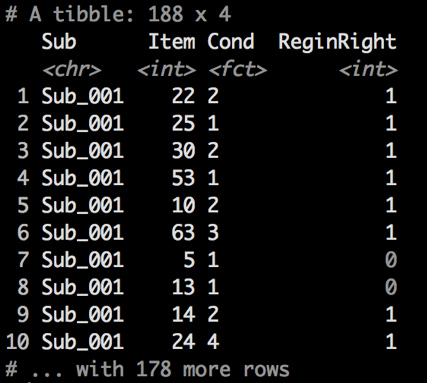 # A tibble: 188 x 4
Sub Item Cond ReginRight
<chr> <int> <fct> <int>
1 Sub_001 22 2 1
2 Sub_001 25 1 1
3 Sub_001 30 2 1
4 Sub_001 53 1 1
5 Sub_001 10 2 1
6 Sub_001 63 3 1
7 Sub_001 5 1 0
8 Sub_001 13 1 0
9 Sub_001 14 2 1
10 Sub_001 24 4 1
# ... with 178 more rows